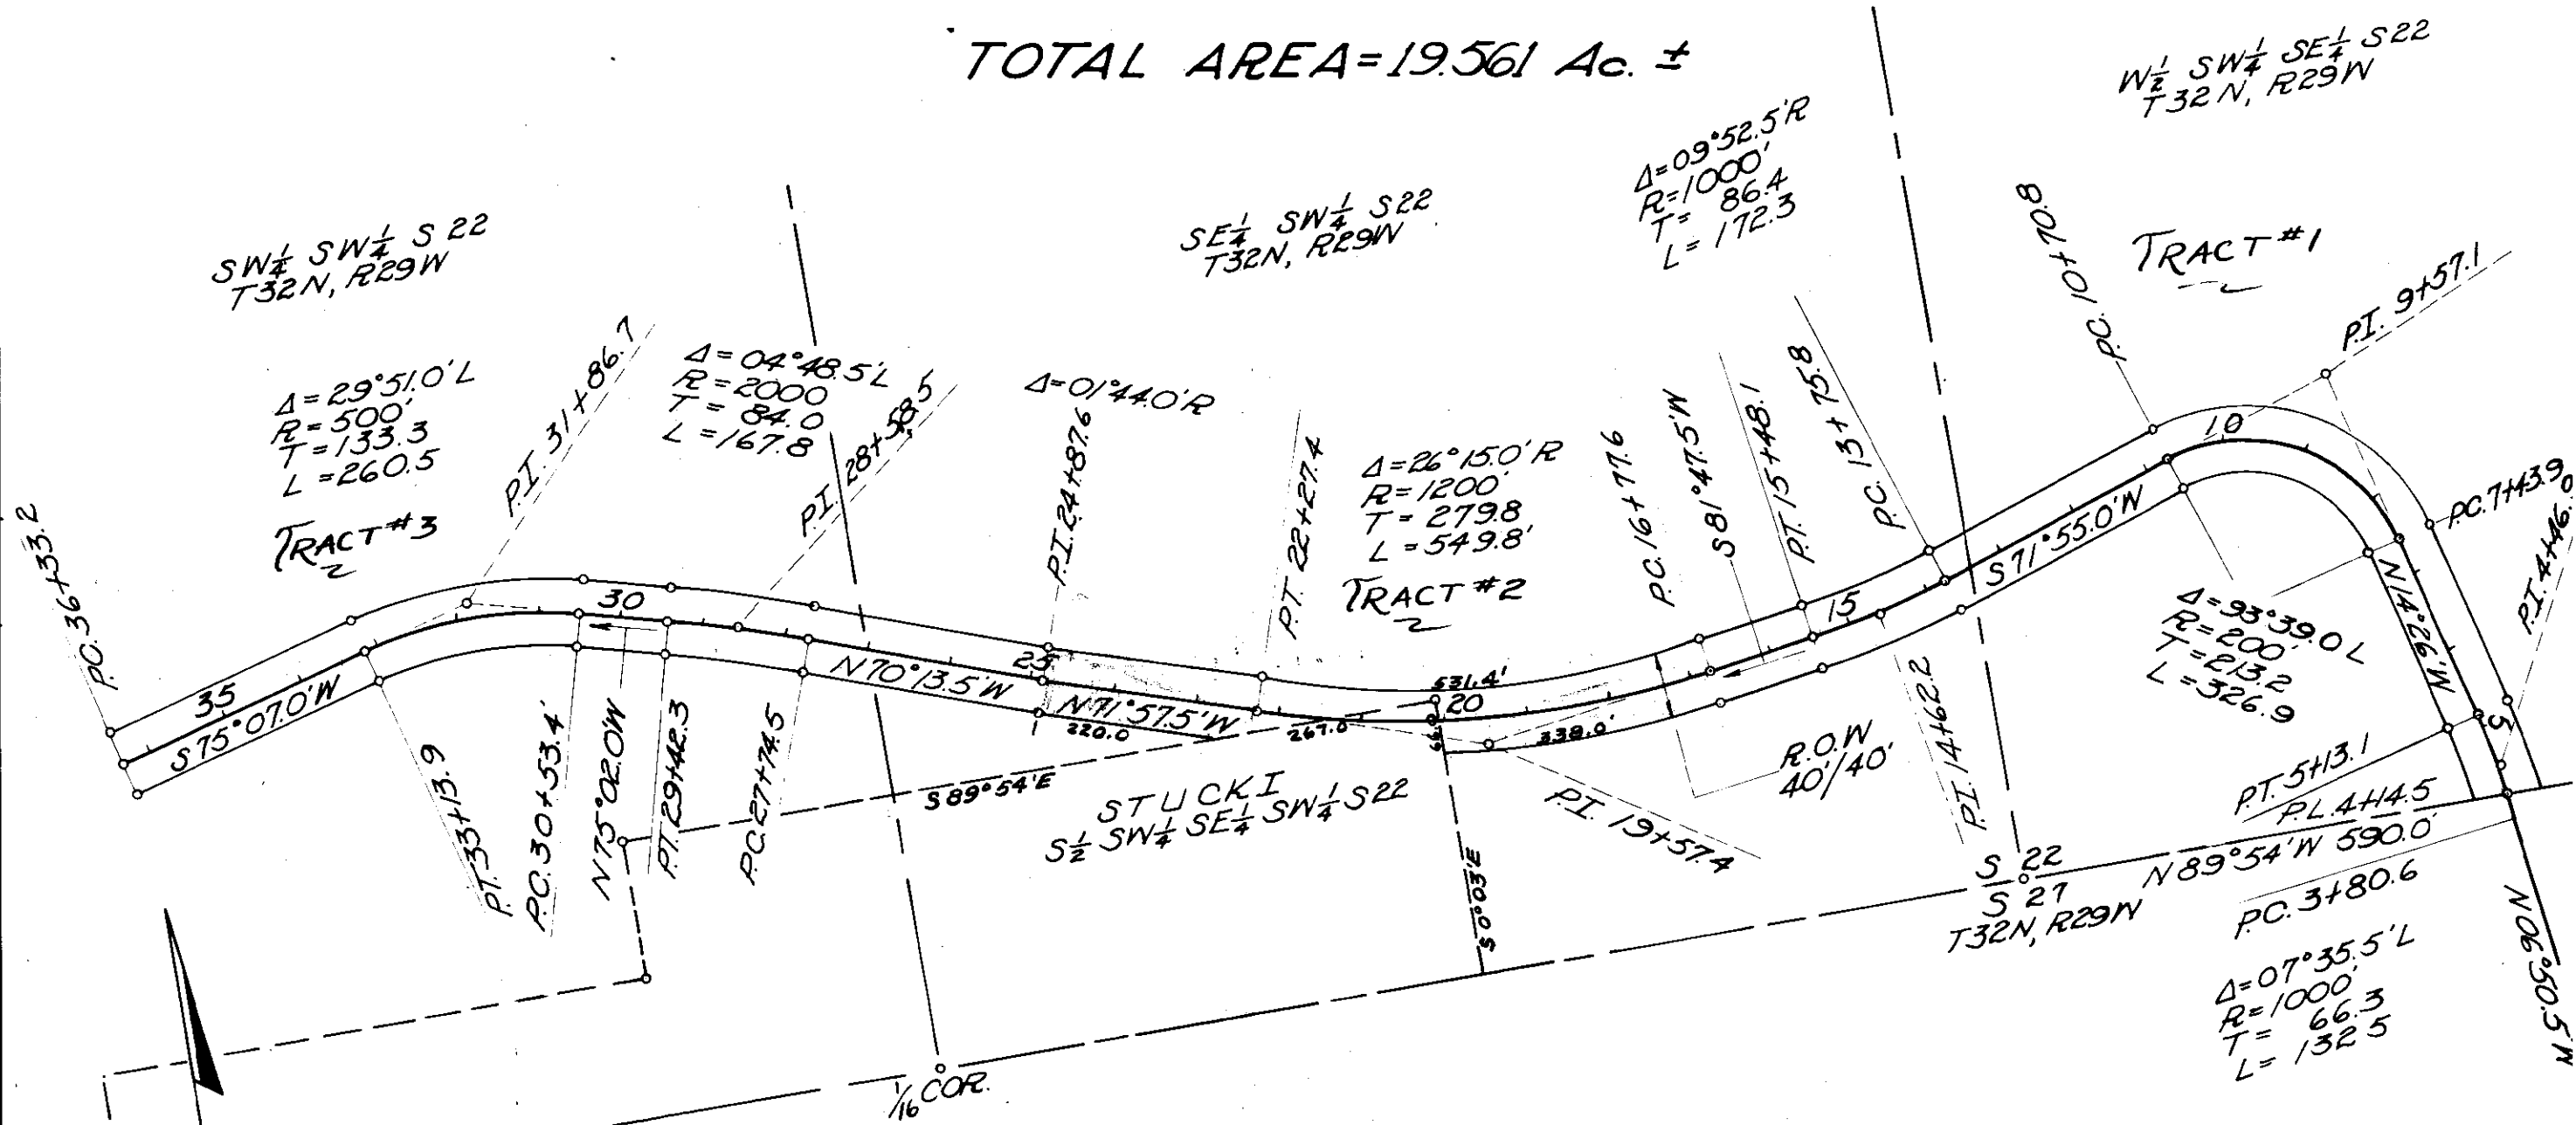 TOTAL AREA=19.561 Ac. ±
W½ SW¼ SE¼ S22
T32N, R29W
SW¼ SW¼ S 22
T32N, R29W
SE¼ SW¼ S22
T32N, R29W
Δ=09°52.5'R
R=1000'
T= 86.4
L= 172.3
P.C. 10+70.8
TRACT #1
P.I. 9+57.1
Δ=29°51.0'L
R=500'
T=133.3
L=260.5
TRACT #3
P.I. 31+86.7
Δ=04°48.5'L
R=2000
T= 84.0
L=167.8
P.I. 28+58.5
Δ=01°44.0'R
P.I. 24+87.6
P.T. 22+27.4
Δ=26°15.0'R
R=1200'
T= 279.8
L=549.8'
TRACT #2
P.C. 16+77.6
S81°47.5'W
P.T. 15+48.1
P.C. 13+75.8
P.C. 36+33.2
35
S75°07.0'W
30
25
N70°13.5'W
N71°57.5'W
220.0
267.0
531.4'
20
66.0
338.0'
15
S71°55.0'W
10
P.C. 7+43.9
P.I. 4+46.9
N14°26'W
5
Δ=93°39.0 L
R=200'
T=213.2
L=326.9
P.T. 33+13.9
P.C. 30+53.4'
N75°02.0'W
P.T. 29+42.3
P.C. 27+74.5
S89°54'E
STUCKI
S½ SW¼ SE¼ SW¼ S22
S0°03'E
P.I. 19+57.4
R.O.W
40'/40'
P.I. 14+62.2
P.T. 5+13.1
P.L. 4+14.5
N89°54'W 590.0'
P.C. 3+80.6
S 22
S 27
T32N, R29W
N06°50.5'W
Δ=07°35.5'L
R=1000'
T= 66.3
L= 132.5
1/16 COR.